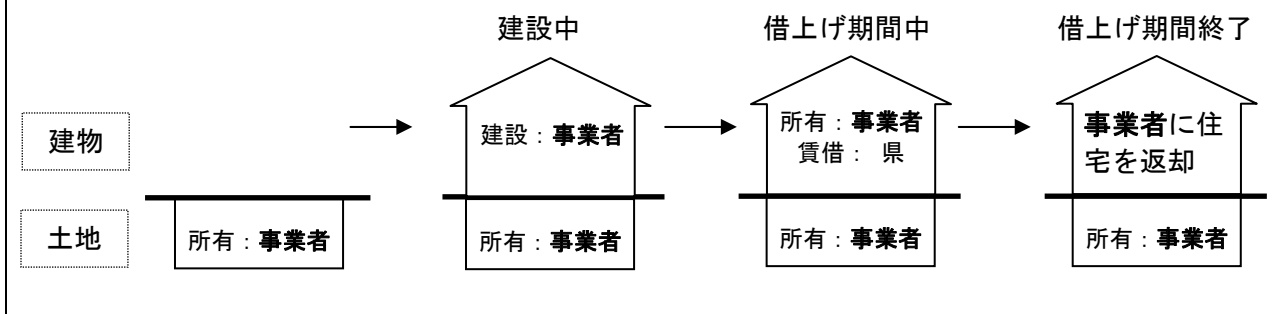 建設中
借上げ期間中
借上げ期間終了
建物
建設：事業者
所有：事業者
賃借： 県
事業者に住
宅を返却
土地
所有：事業者
所有：事業者
所有：事業者
所有：事業者